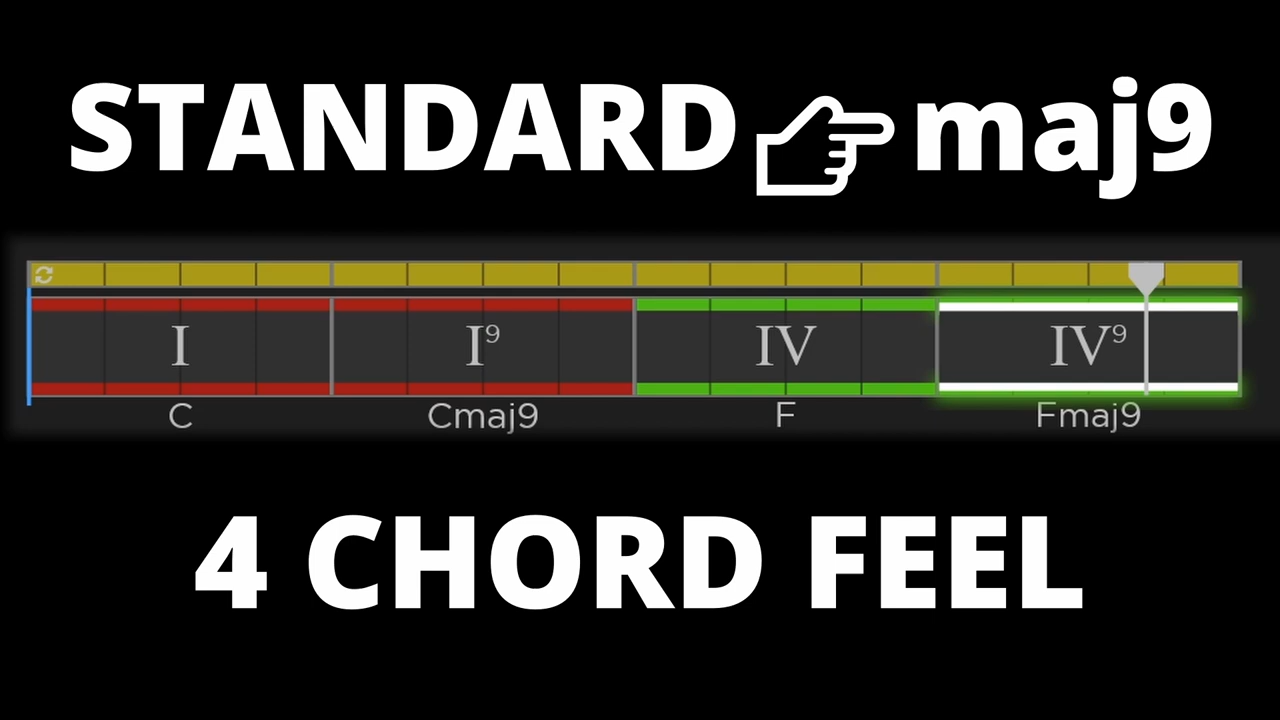 STANDARD maj9
I I⁹ IV IV⁹
C Cmaj9 F Fmaj9
4 CHORD FEEL